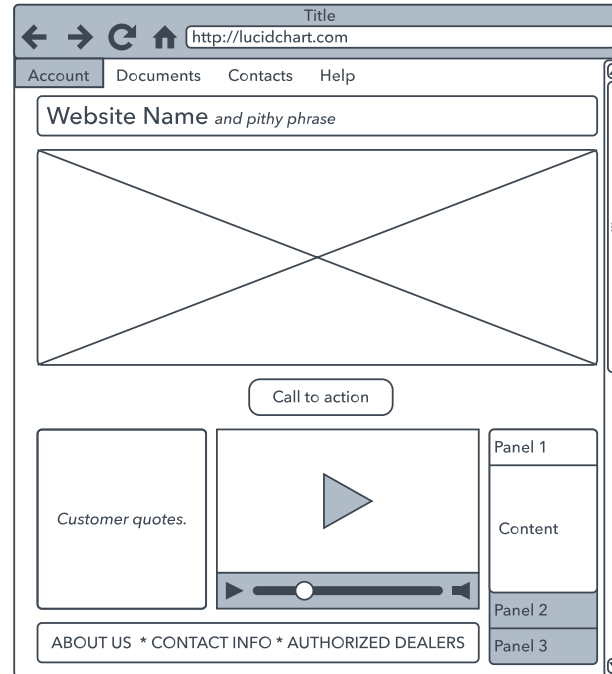 Title
http://lucidchart.com
Account Documents Contacts Help
Website Name and pithy phrase
Call to action
Customer quotes.
Panel 1
Content
Panel 2
Panel 3
ABOUT US * CONTACT INFO * AUTHORIZED DEALERS